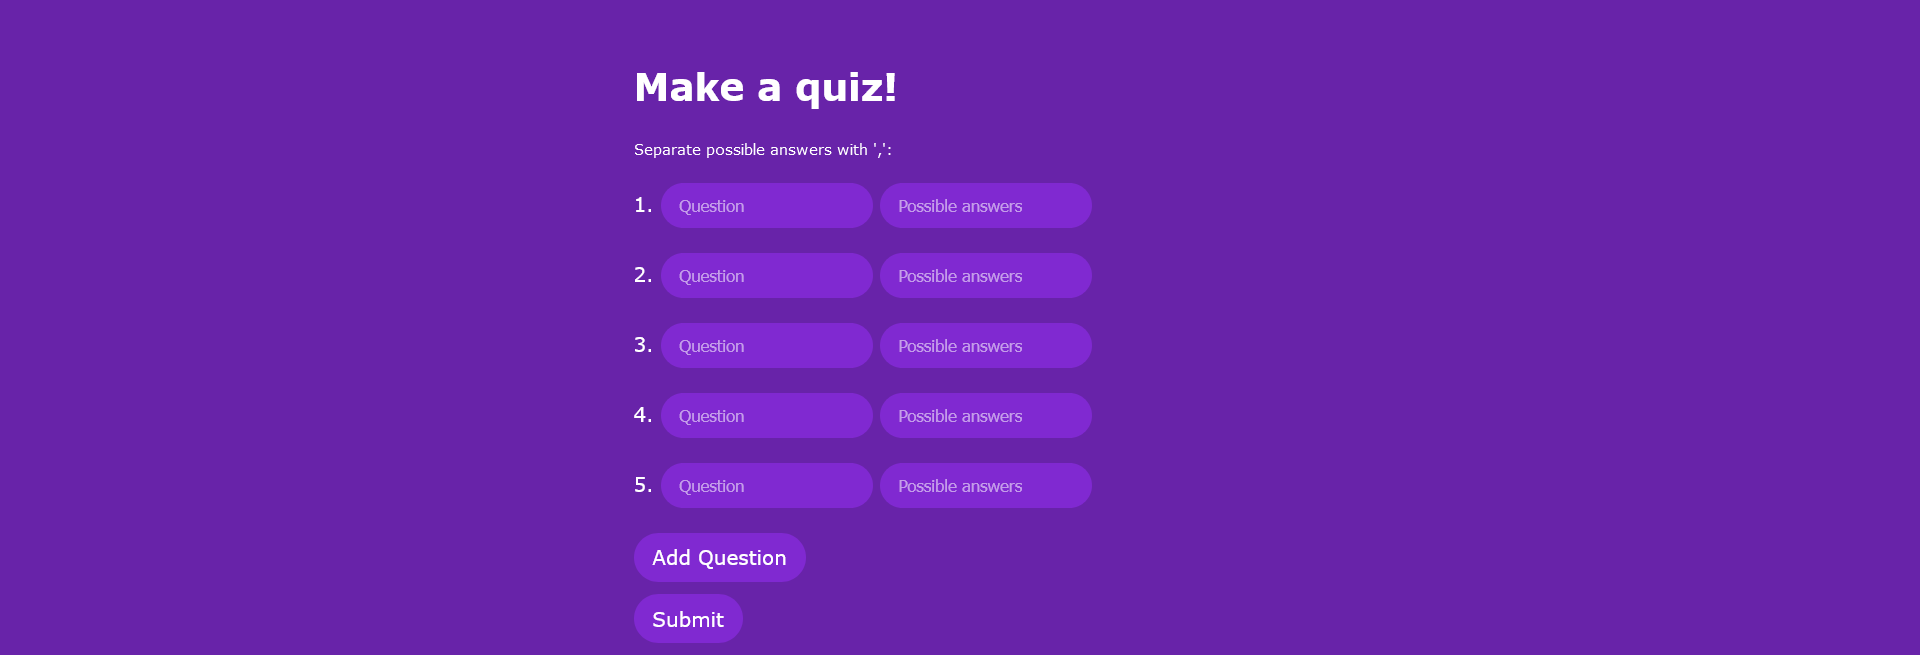 Make a quiz!
Separate possible answers with ',':
1. Question Possible answers
2. Question Possible answers
3. Question Possible answers
4. Question Possible answers
5. Question Possible answers
Add Question
Submit